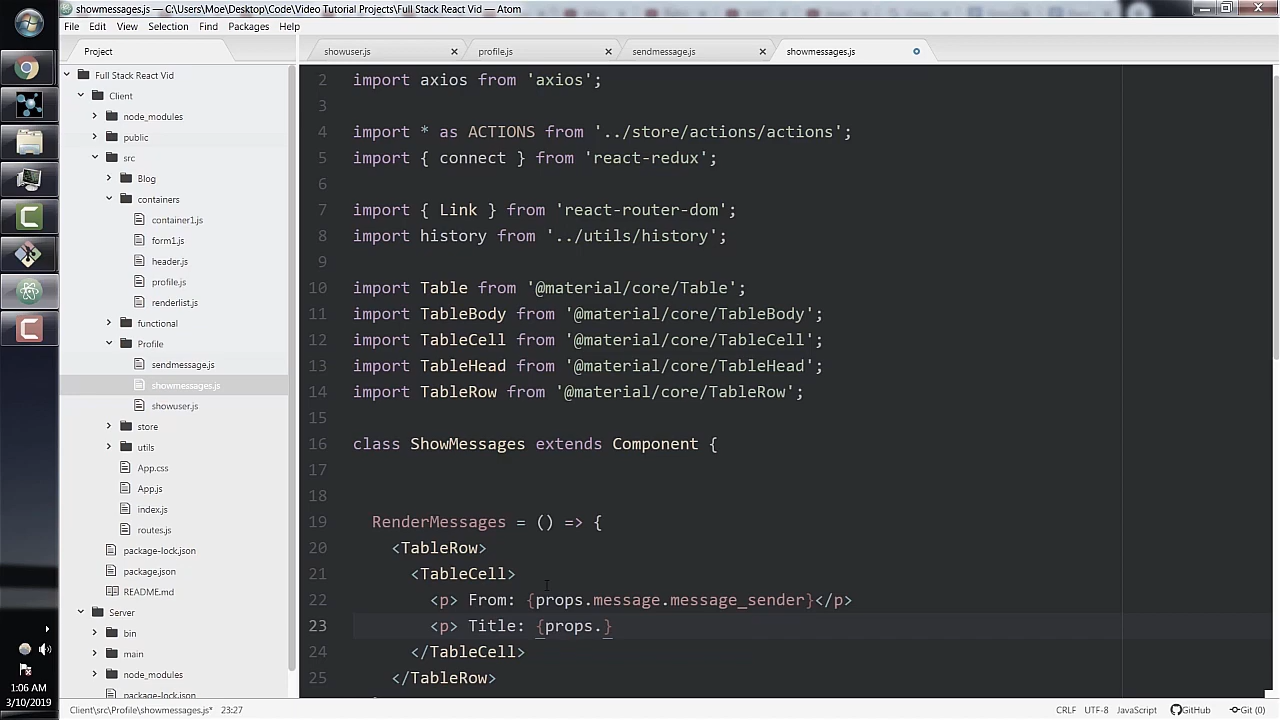 showmessages.js — C:\Users\Moe\Desktop\Code\Video Tutorial Projects\Full Stack React Vid — Atom
File Edit View Selection Find Packages Help
Project
showuser.js
profile.js
sendmessage.js
showmessages.js
Full Stack React Vid
Client
node_modules
public
src
Blog
containers
container1.js
form1.js
header.js
profile.js
renderlist.js
functional
Profile
sendmessage.js
showmessages.js
showuser.js
store
utils
App.css
App.js
index.js
routes.js
package-lock.json
package.json
README.md
Server
bin
main
node_modules
package-lock.json
2 import axios from 'axios';
3
4 import * as ACTIONS from '../store/actions/actions';
5 import { connect } from 'react-redux';
6
7 import { Link } from 'react-router-dom';
8 import history from '../utils/history';
9
10 import Table from '@material/core/Table';
11 import TableBody from '@material/core/TableBody';
12 import TableCell from '@material/core/TableCell';
13 import TableHead from '@material/core/TableHead';
14 import TableRow from '@material/core/TableRow';
15
16 class ShowMessages extends Component {
17
18
19 RenderMessages = () => {
20 <TableRow>
21 <TableCell>
22 <p> From: {props.message.message_sender}</p>
23 <p> Title: {props.}
24 </TableCell>
25 </TableRow>
1:06 AM
3/10/2019
Client\src\Profile\showmessages.js* 23:27
CRLF UTF-8 JavaScript GitHub Git (0)